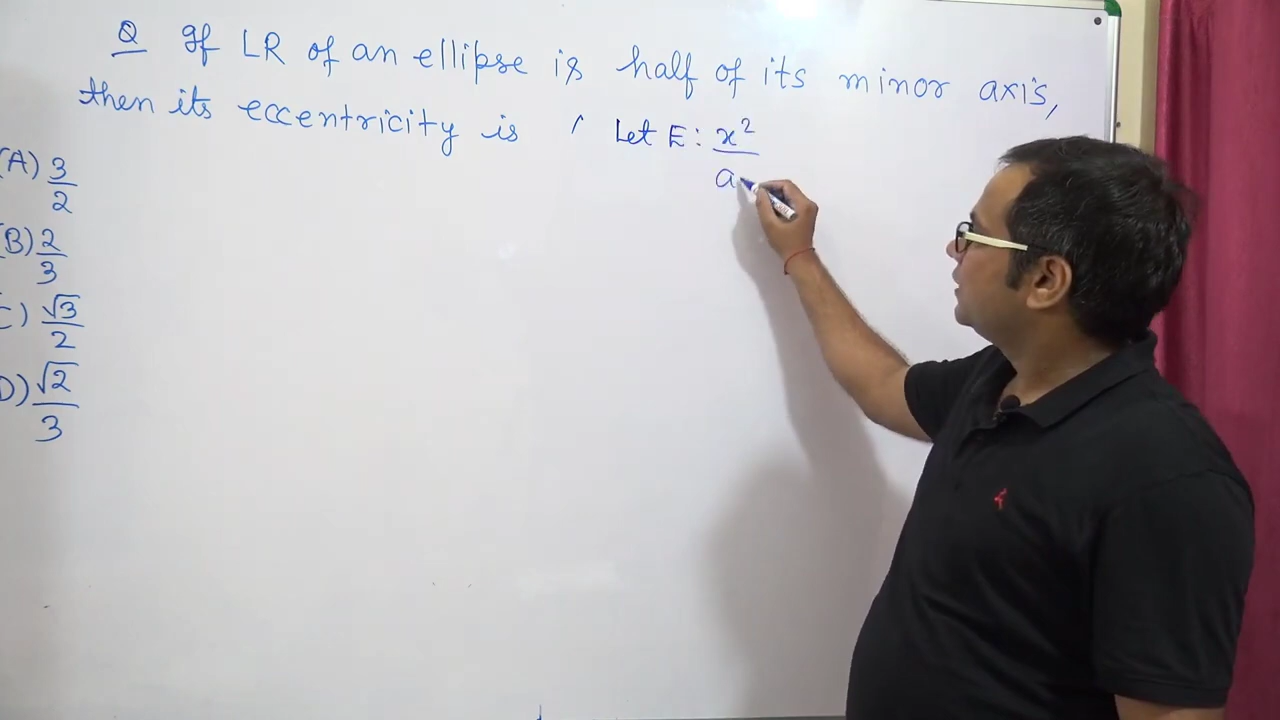 Q If LR of an ellipse is half of its minor axis,
then its eccentricity is
Let E: x²/a
(A) 3/2
(B) 2/3
C) √3/2
D) √2/3